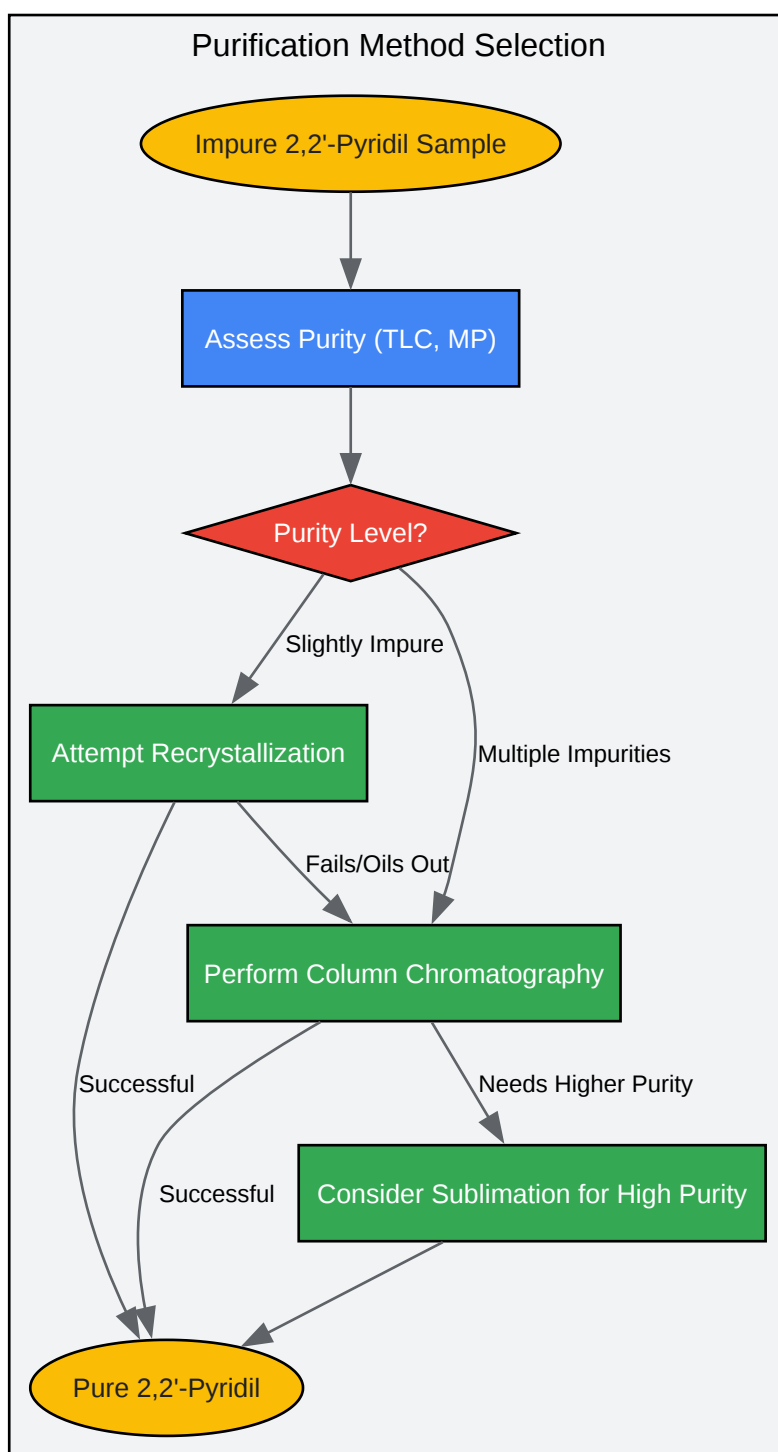 Purification Method Selection
Impure 2,2'-Pyridil Sample
Assess Purity (TLC, MP)
Purity Level?
Slightly Impure
Attempt Recrystallization
Multiple Impurities
Fails/Oils Out
Perform Column Chromatography
Successful
Needs Higher Purity
Successful
Consider Sublimation for High Purity
Pure 2,2'-Pyridil